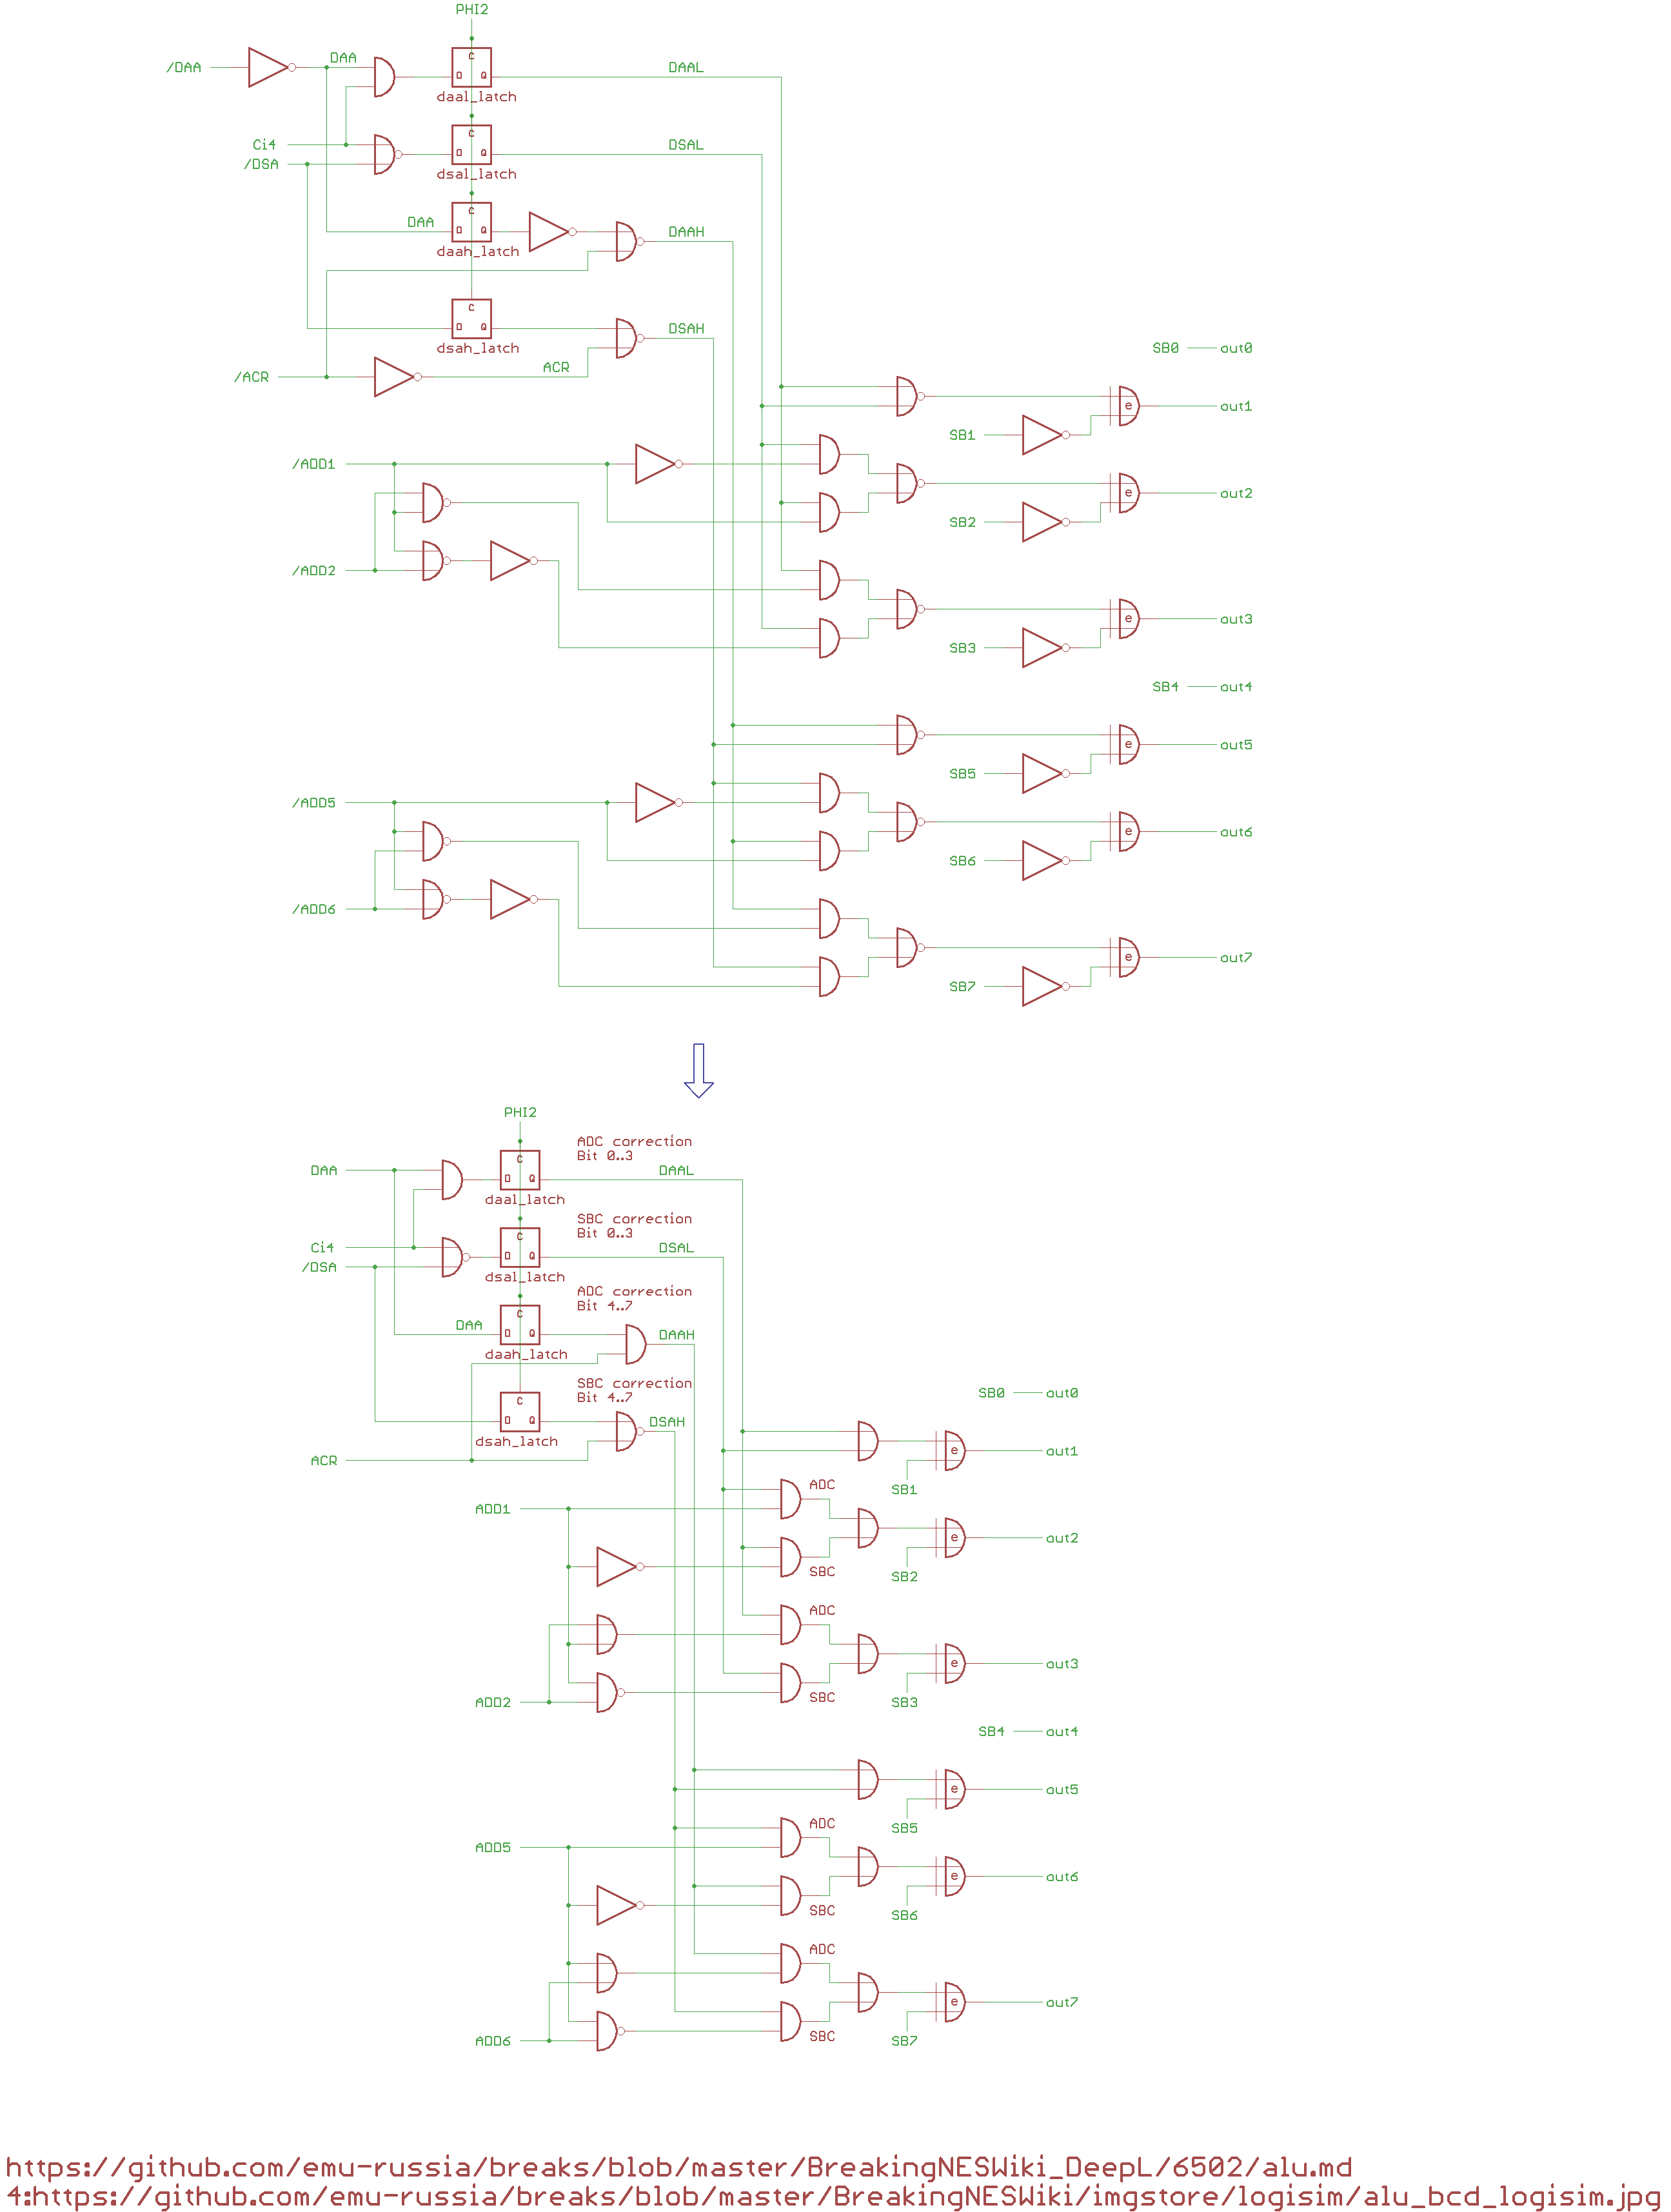 PHI2
/DAA
DAA
C
D Q
daal_latch
DAAL
Ci4
/DSA
C
D Q
dsal_latch
DSAL
DAA
C
D Q
daah_latch
DAAH
C
D Q
dsah_latch
DSAH
/ACR
ACR
SB0 out0
e out1
SB1
/ADD1
e out2
SB2
/ADD2
e out3
SB3
SB4 out4
e out5
SB5
/ADD5
e out6
SB6
/ADD6
e out7
SB7
PHI2
ADC correction
Bit 0..3
DAA
C
D Q
daal_latch
DAAL
SBC correction
Bit 0..3
Ci4
/DSA
C
D Q
dsal_latch
DSAL
ADC correction
Bit 4..7
DAA
C
D Q
daah_latch
DAAH
SBC correction
Bit 4..7
C
D Q
dsah_latch
DSAH
ACR
SB0 out0
e out1
SB1
ADD1
ADC
e out2
SBC
SB2
ADC
e out3
SBC
SB3
ADD2
SB4 out4
e out5
SB5
ADD5
ADC
e out6
SBC
SB6
ADC
e out7
SBC
SB7
ADD6
https://github.com/emu-russia/breaks/blob/master/BreakingNESWiki_DeepL/6502/alu.md
4:https://github.com/emu-russia/breaks/blob/master/BreakingNESWiki/imgstore/logisim/alu_bcd_logisim.jpg